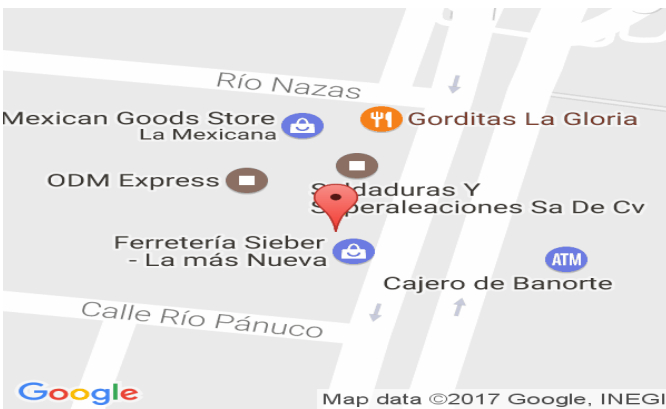 Río Nazas
Mexican Goods Store
La Mexicana
Gorditas La Gloria
ODM Express
Soldaduras Y
Superaleaciones Sa De Cv
Ferretería Sieber
- La más Nueva
ATM
Cajero de Banorte
Calle Río Pánuco
Google
Map data ©2017 Google, INEGI